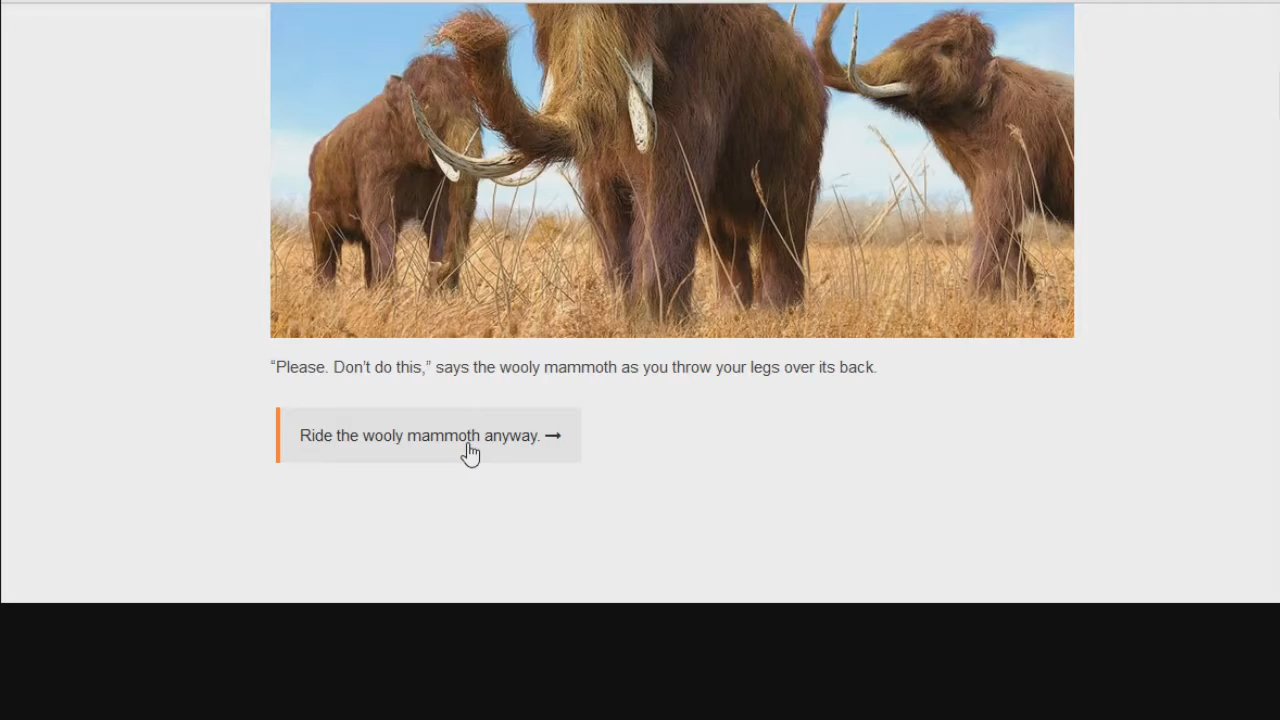 “Please. Don’t do this,” says the wooly mammoth as you throw your legs over its back.
Ride the wooly mammoth anyway. →